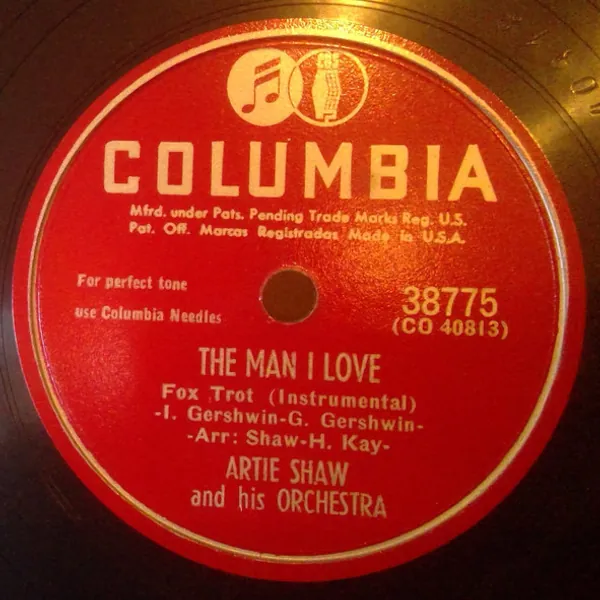 COLUMBIA
Mfrd. under Pats. Pending Trade Marks Reg. U.S.
Pat. Off. Marcas Registradas Made in U.S.A.
For perfect tone
use Columbia Needles
38775
(CO 40813)
THE MAN I LOVE
Fox Trot (Instrumental)
-I. Gershwin-G. Gershwin-
-Arr: Shaw-H. Kay-
ARTIE SHAW
and his ORCHESTRA